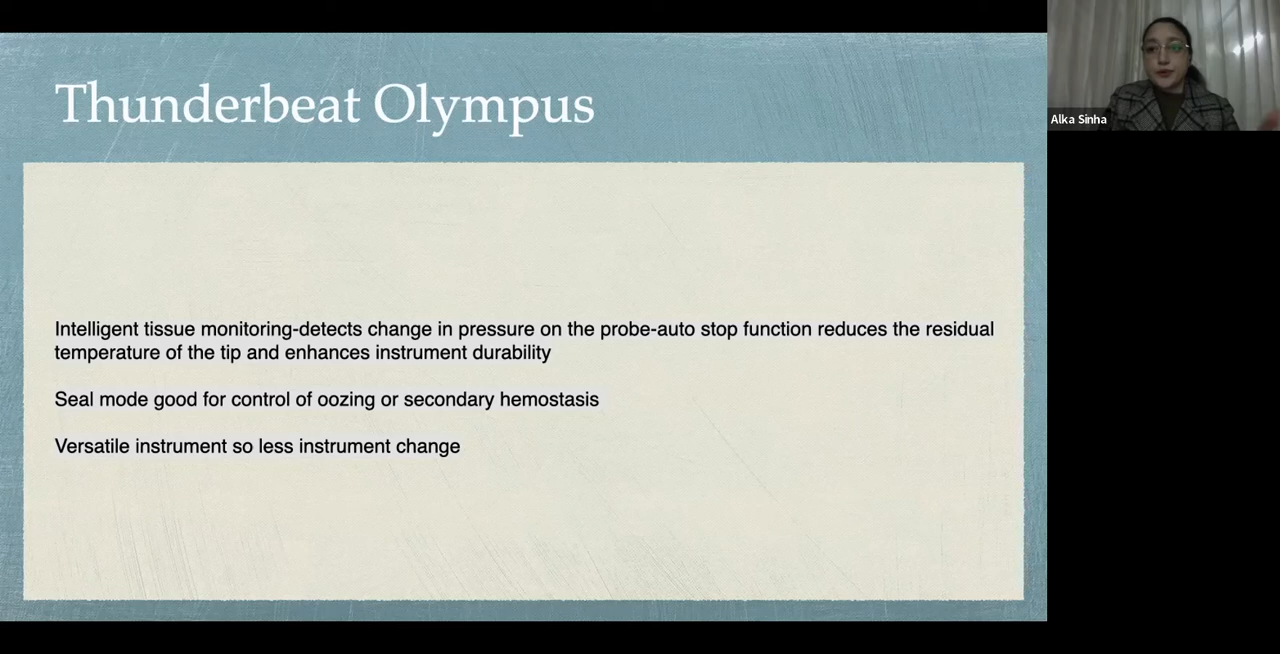 Thunderbeat Olympus
Alka Sinha
Intelligent tissue monitoring-detects change in pressure on the probe-auto stop function reduces the residual
temperature of the tip and enhances instrument durability
Seal mode good for control of oozing or secondary hemostasis
Versatile instrument so less instrument change